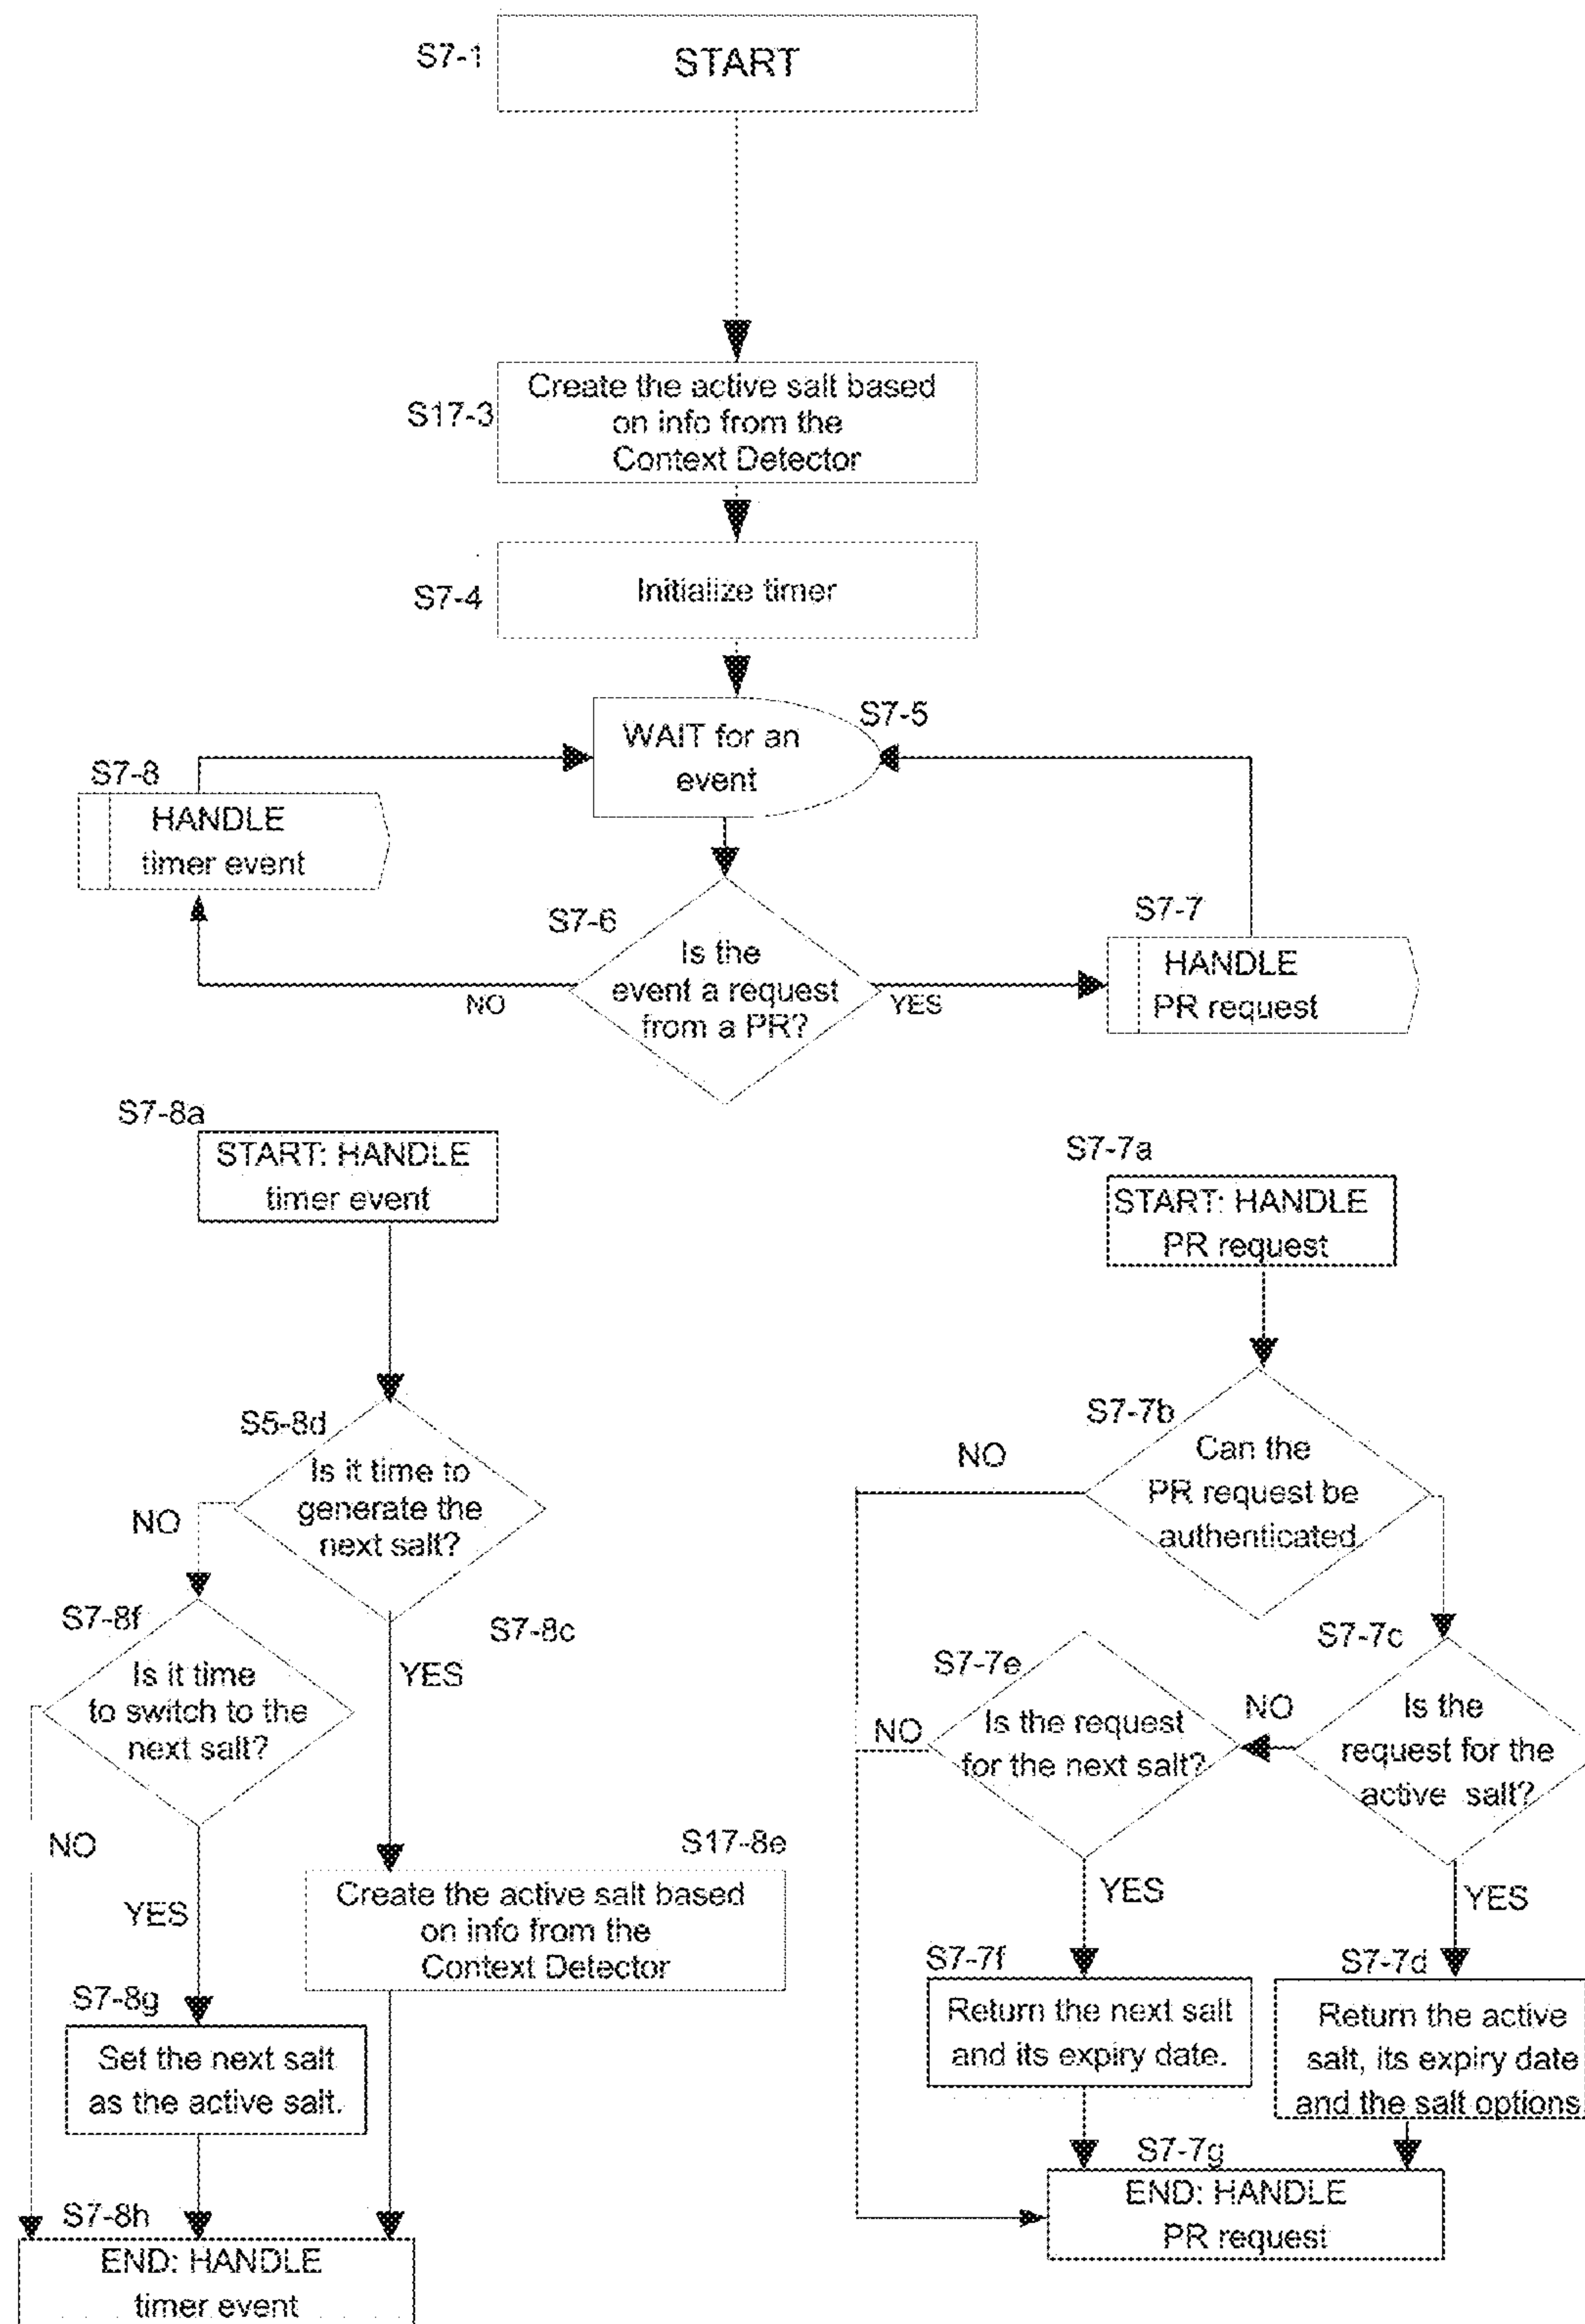 S7-1
START
S17-3
Create the active salt based
on info from the
Context Detector
S7-4
Initialize timer
S7-5
WAIT for an
event
S7-8
HANDLE
timer event
S7-6
Is the
event a request
from a PR?
NO
YES
S7-7
HANDLE
PR request
S7-8a
START: HANDLE
timer event
S5-8d
Is it time to
generate the
next salt?
NO
S7-8c
YES
S7-8f
Is it time
to switch to the
next salt?
NO
YES
S17-8e
Create the active salt based
on info from the
Context Detector
S7-8g
Set the next salt
as the active salt.
S7-8h
END: HANDLE
timer event
S7-7a
START: HANDLE
PR request
S7-7b
Can the
PR request be
authenticated
NO
S7-7c
Is the
request for the
active salt?
NO
YES
S7-7e
Is the request
for the next salt?
NO
YES
S7-7f
Return the next salt
and its expiry date.
S7-7d
Return the active
salt, its expiry date
and the salt options.
S7-7g
END: HANDLE
PR request